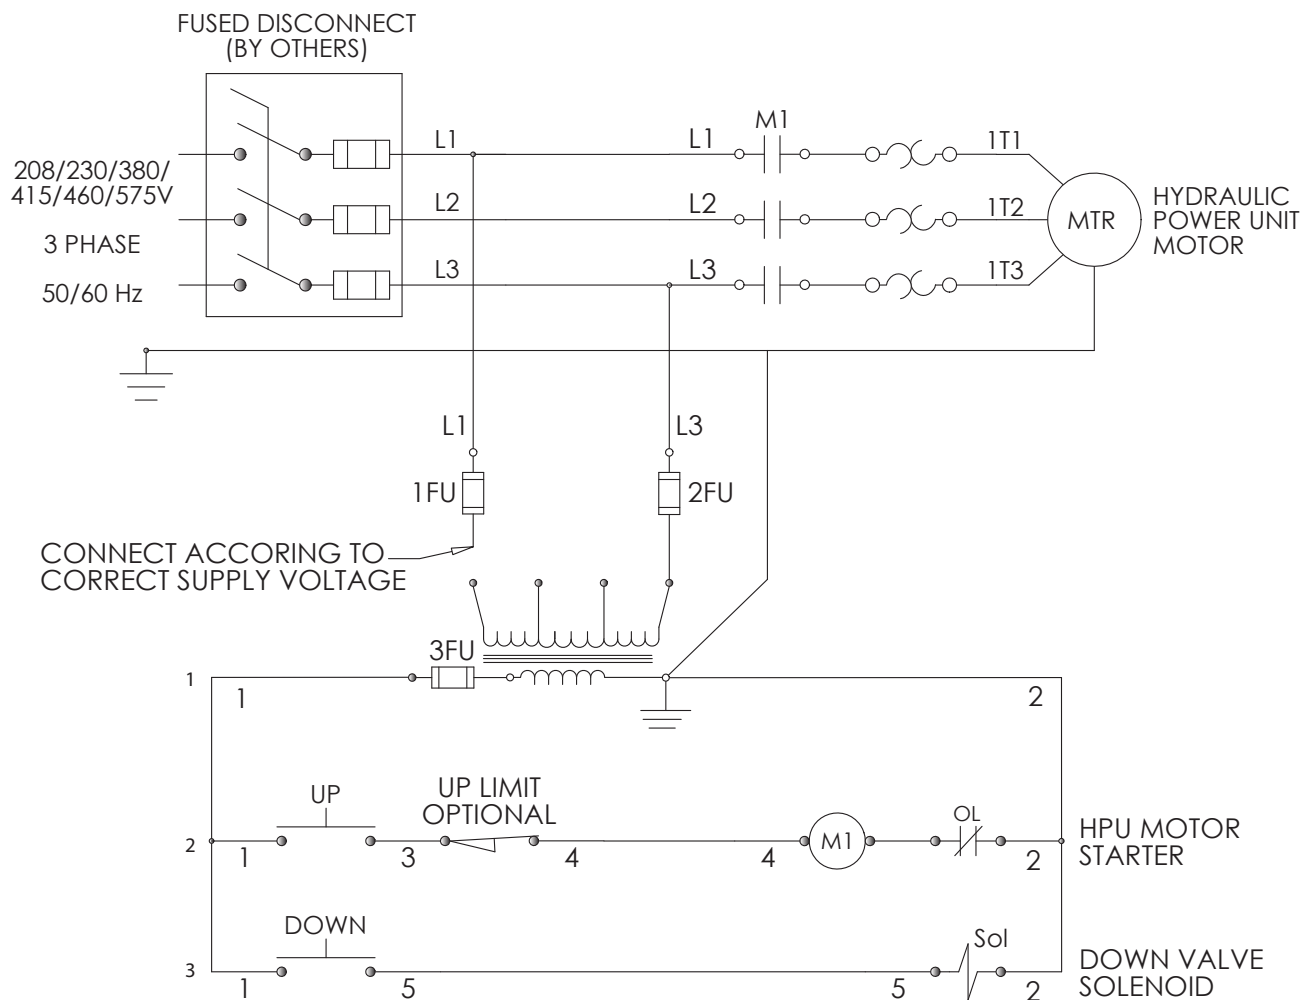 FUSED DISCONNECT
(BY OTHERS)
208/230/380/
415/460/575V
3 PHASE
50/60 Hz
L1
L1
M1
1T1
L2
L2
1T2
L3
L3
1T3
MTR
HYDRAULIC
POWER UNIT
MOTOR
L1
L3
1FU
2FU
CONNECT ACCORING TO
CORRECT SUPPLY VOLTAGE
3FU
1
1
2
UP
UP LIMIT
OPTIONAL
OL
2
1
3
4
4
M1
2
HPU MOTOR
STARTER
DOWN
Sol
3
1
5
5
2
DOWN VALVE
SOLENOID